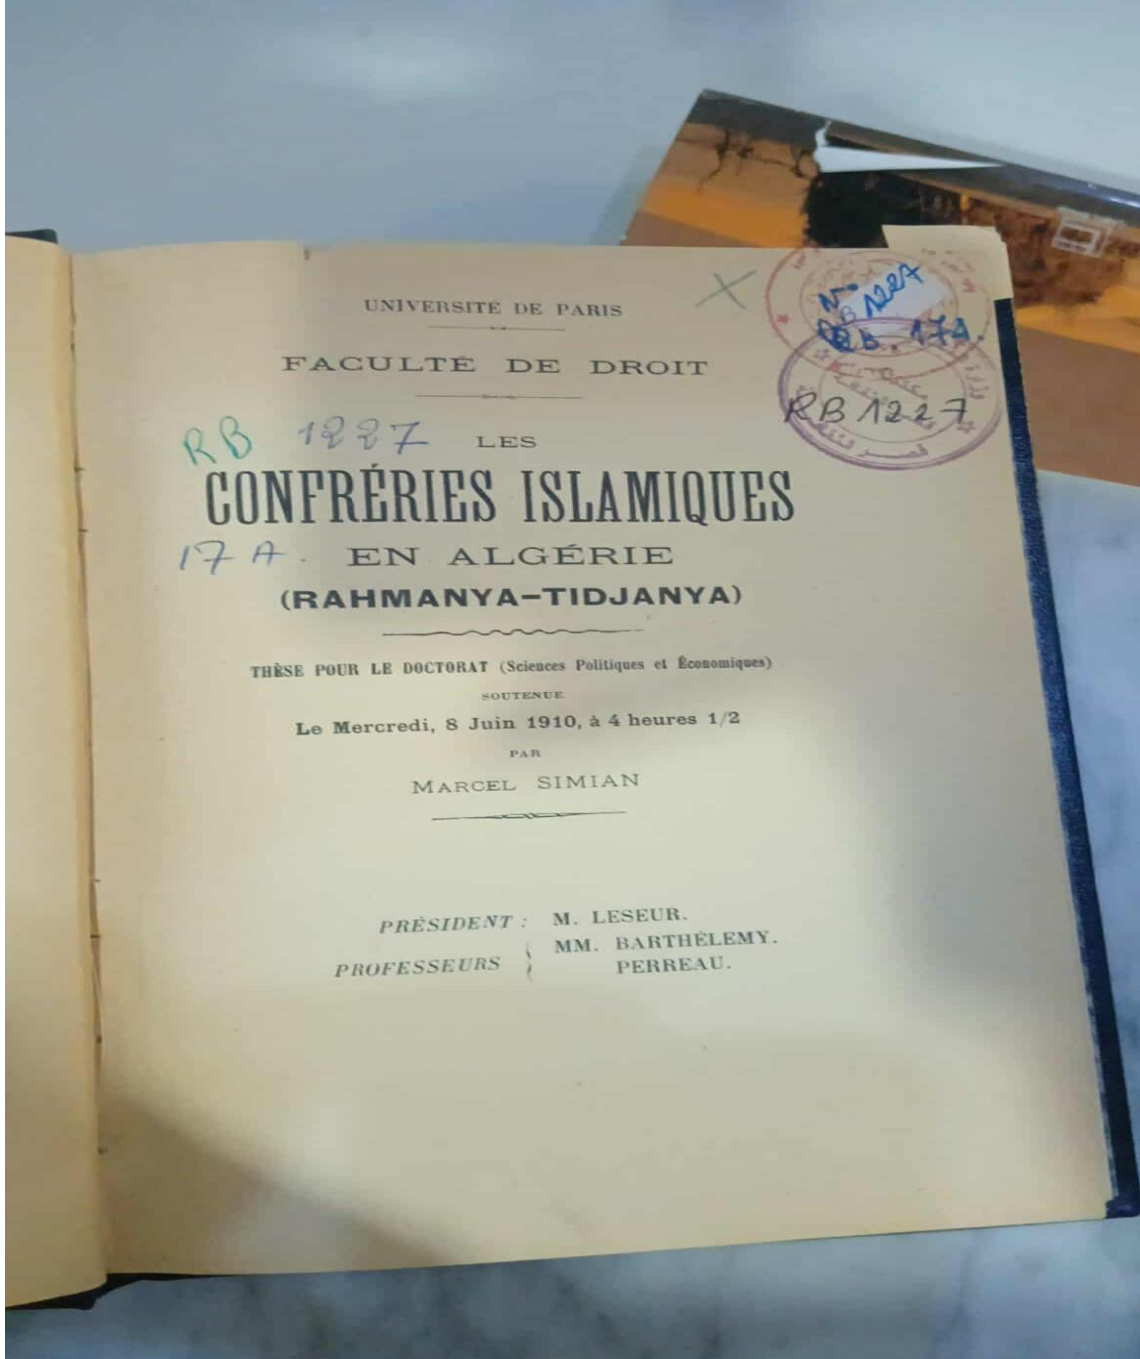 UNIVERSITÉ DE PARIS
FACULTÉ DE DROIT
No
RB 1227
RB. 17A.
RB 1227
RB 1227
LES
CONFRÉRIES ISLAMIQUES
17 A.
EN ALGÉRIE
(RAHMANYA-TIDJANYA)
THÈSE POUR LE DOCTORAT (Sciences Politiques et Économiques)
SOUTENUE
Le Mercredi, 8 Juin 1910, à 4 heures 1/2
PAR
MARCEL SIMIAN
PRÉSIDENT : M. LESEUR.
PROFESSEURS { MM. BARTHÉLEMY.
PERREAU.